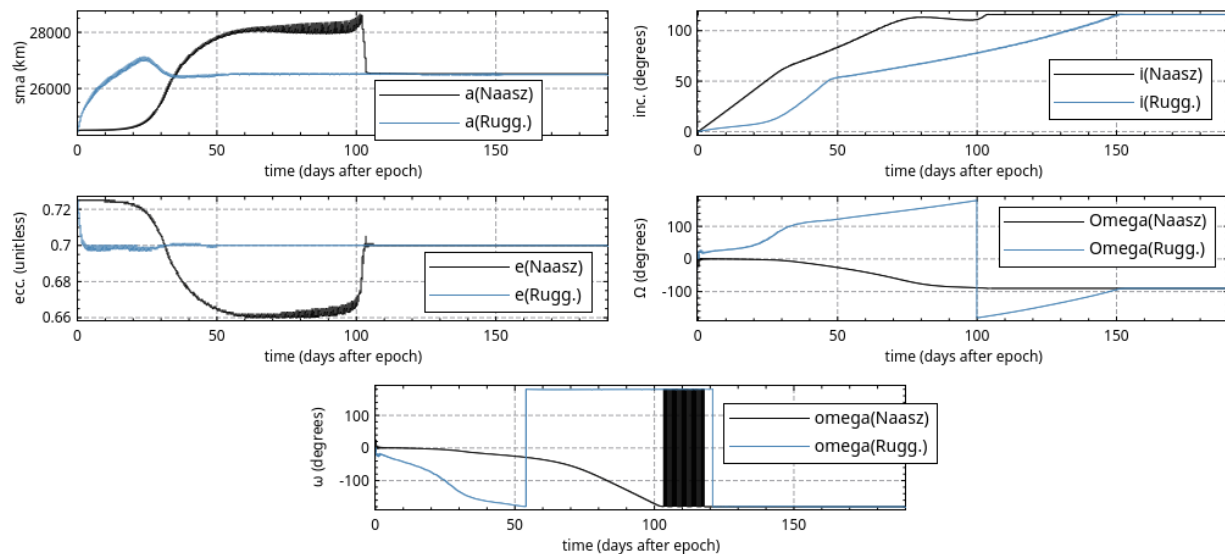 sma (km)
28000
26000
0
50
100
150
a(Naasz)
a(Rugg.)
time (days after epoch)
inc. (degrees)
100
50
0
0
50
100
150
i(Naasz)
i(Rugg.)
time (days after epoch)
ecc. (unitless)
0.72
0.7
0.68
0.66
0
50
100
150
e(Naasz)
e(Rugg.)
time (days after epoch)
Ω (degrees)
100
0
-100
0
50
100
150
Omega(Naasz)
Omega(Rugg.)
time (days after epoch)
ω (degrees)
100
0
-100
0
50
100
150
omega(Naasz)
omega(Rugg.)
time (days after epoch)